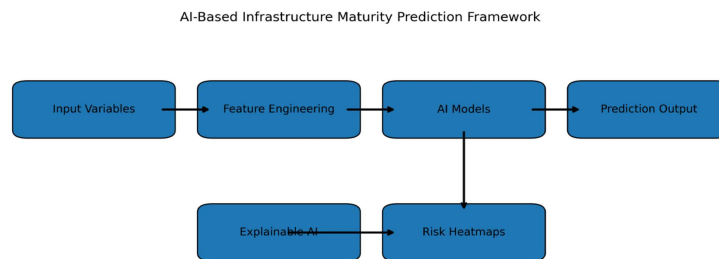 AI-Based Infrastructure Maturity Prediction Framework
Input Variables
Feature Engineering
AI Models
Prediction Output
Explainable AI
Risk Heatmaps